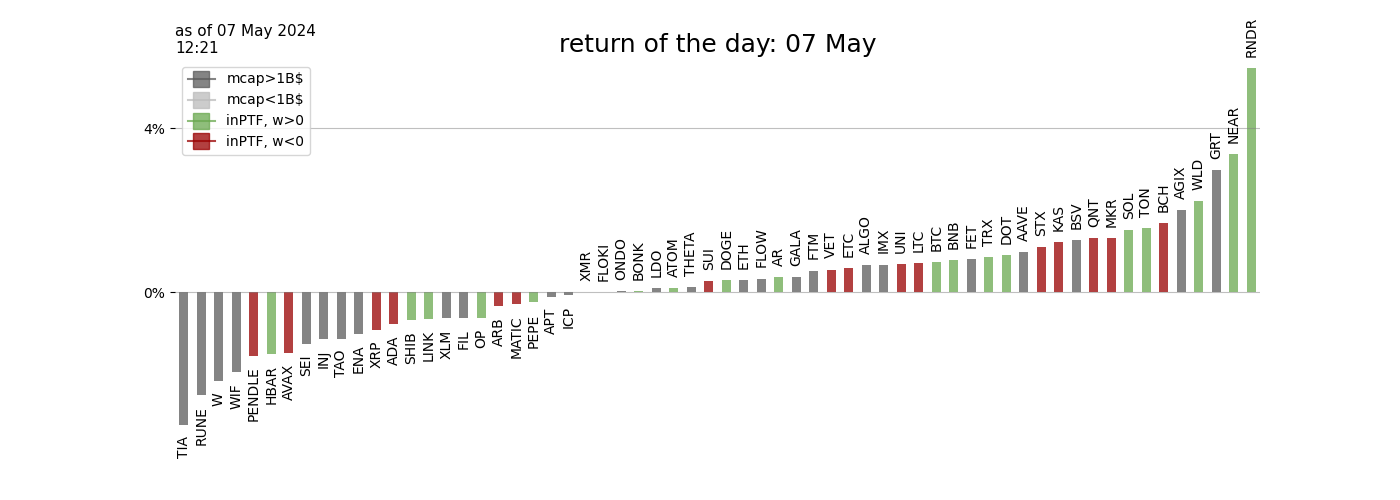 as of 07 May 2024
12:21
return of the day: 07 May
mcap>1B$
mcap<1B$
inPTF, w>0
inPTF, w<0
4%
0%
TIA
RUNE
W
WIF
PENDLE
HBAR
AVAX
SEI
INJ
TAO
ENA
XRP
ADA
SHIB
LINK
XLM
FIL
OP
ARB
MATIC
PEPE
APT
ICP
XMR
FLOKI
ONDO
BONK
LDO
ATOM
THETA
SUI
DOGE
ETH
FLOW
AR
GALA
FTM
VET
ETC
ALGO
IMX
UNI
LTC
BTC
BNB
FET
TRX
DOT
AAVE
STX
KAS
BSV
QNT
MKR
SOL
TON
BCH
AGIX
WLD
GRT
NEAR
RNDR